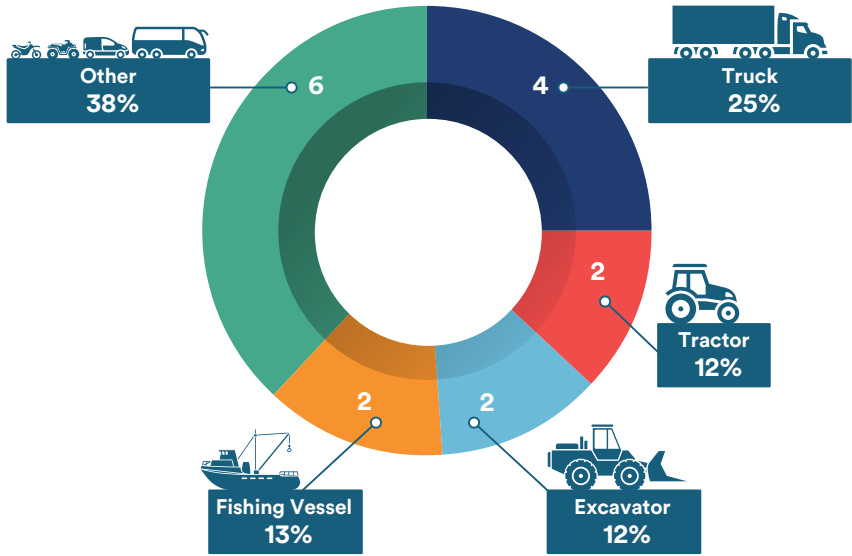 Other
38%
6
4
Truck
25%
2
Tractor
12%
2
Excavator
12%
2
Fishing Vessel
13%